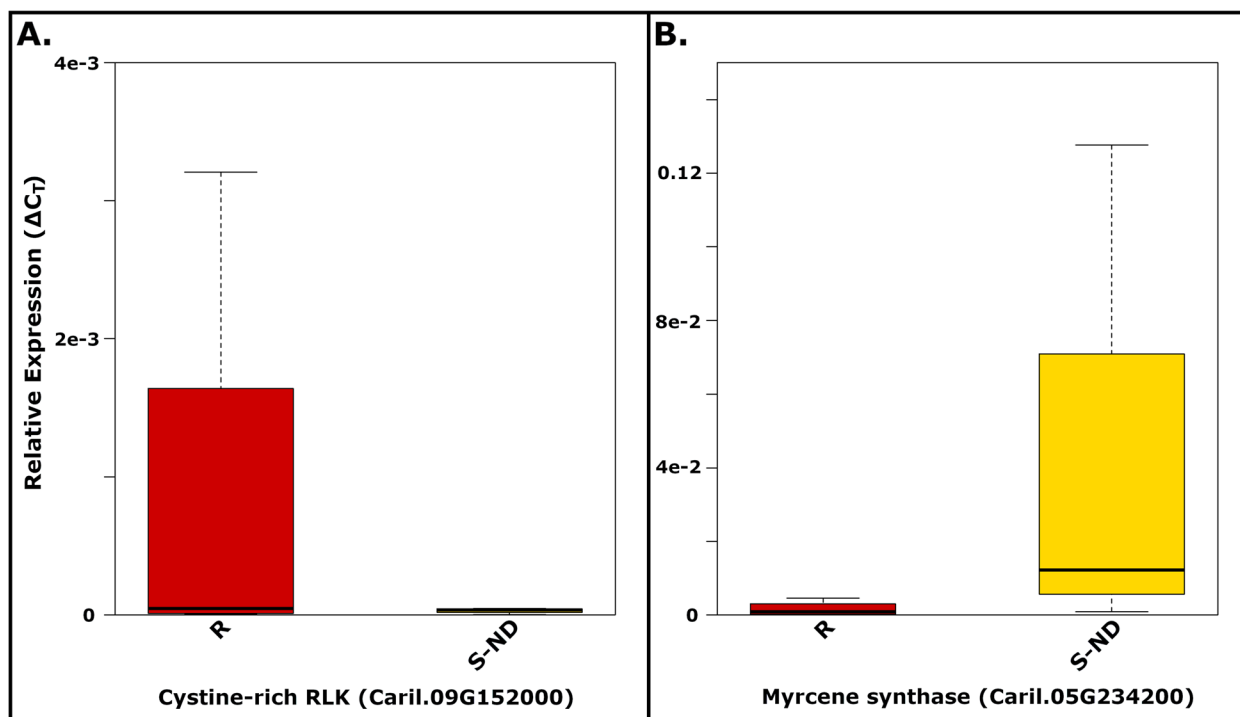 A.
4e-3
2e-3
0
Relative Expression (ΔCT)
R
S-ND
Cystine-rich RLK (Caril.09G152000)
B.
0.12
8e-2
4e-2
0
R
S-ND
Myrcene synthase (Caril.05G234200)